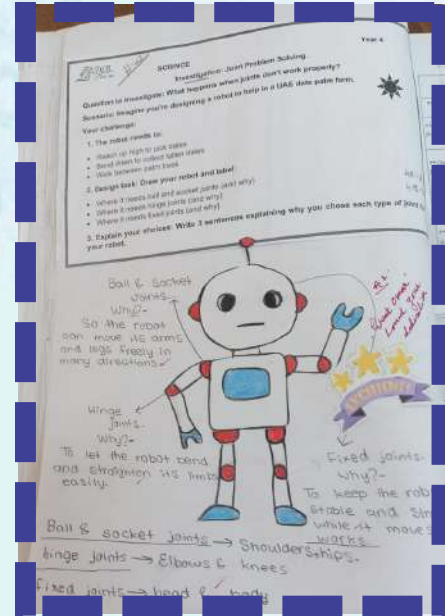 Year 4
SCIENCE
Investigation: Joint Problem Solving
Question to Investigate: What happens when joints don't work properly?
Scenario: Imagine you're designing a robot to help in a UAE date palm farm.
Your challenge:
1. The robot needs to:
• Reach up high to pick dates
• Bend down to collect fallen dates
• Walk between palm trees
2. Design task: Draw your robot and label:
• Where it needs ball and socket joints (and why)
• Where it needs hinge joints (and why)
• Where it needs fixed joints (and why)
3. Explain your choices: Write 3 sentences explaining why you chose each type of joint
your robot.
Ball & Socket
Joints.
Why?-
So the robot
can move its arms
and legs freely in
many directions.
Hinge
joints.
Why?-
To let the robot bend
and straighten its limbs
easily.
EXCELLENT
Fixed joints.
Why?-
To keep the rob
stable and
while it moves
works
Ball & socket joints → Shoulders & hips.
hinge joints → Elbows & knees
fixed joints → head & body